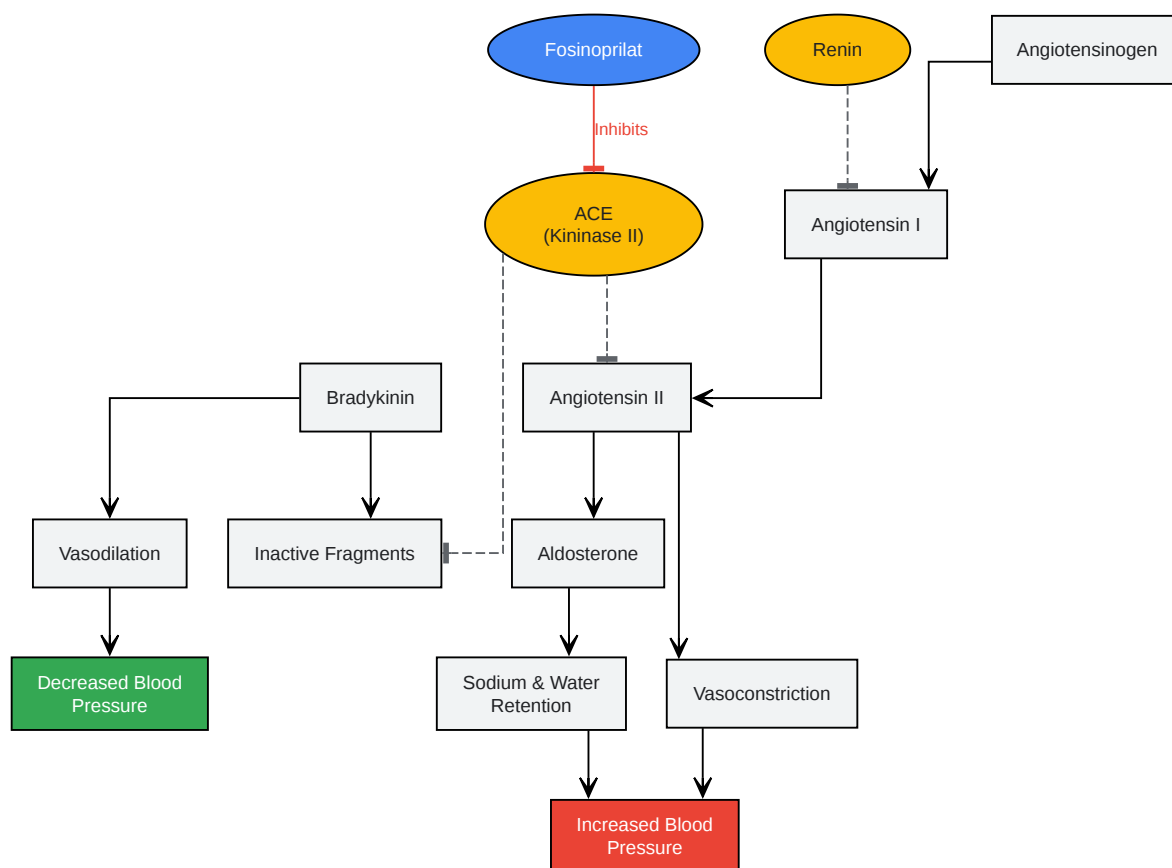 Fosinoprilat
Renin
Angiotensinogen
Inhibits
ACE
(Kininase II)
Angiotensin I
Bradykinin
Angiotensin II
Vasodilation
Inactive Fragments
Aldosterone
Decreased Blood
Pressure
Sodium & Water
Retention
Vasoconstriction
Increased Blood
Pressure